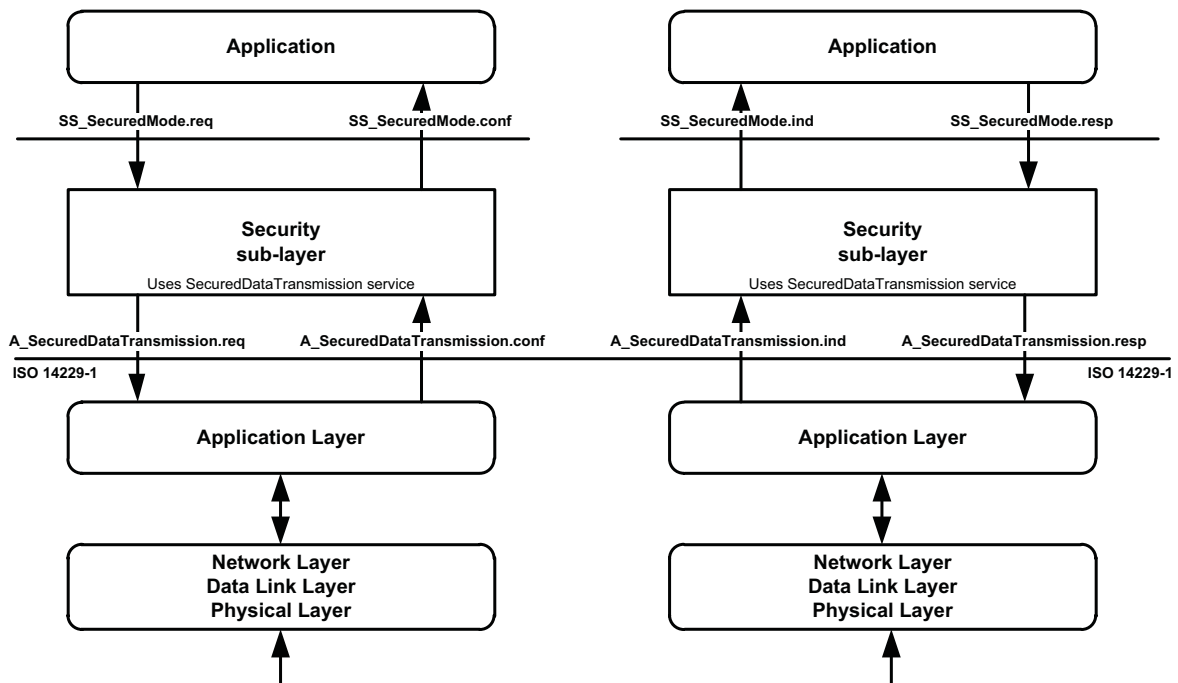 Application
Application
SS_SecuredMode.req
SS_SecuredMode.conf
SS_SecuredMode.ind
SS_SecuredMode.resp
Security
sub-layer
Uses SecuredDataTransmission service
Security
sub-layer
Uses SecuredDataTransmission service
A_SecuredDataTransmission.req
A_SecuredDataTransmission.conf
A_SecuredDataTransmission.ind
A_SecuredDataTransmission.resp
ISO 14229-1
ISO 14229-1
Application Layer
Application Layer
Network Layer
Data Link Layer
Physical Layer
Network Layer
Data Link Layer
Physical Layer